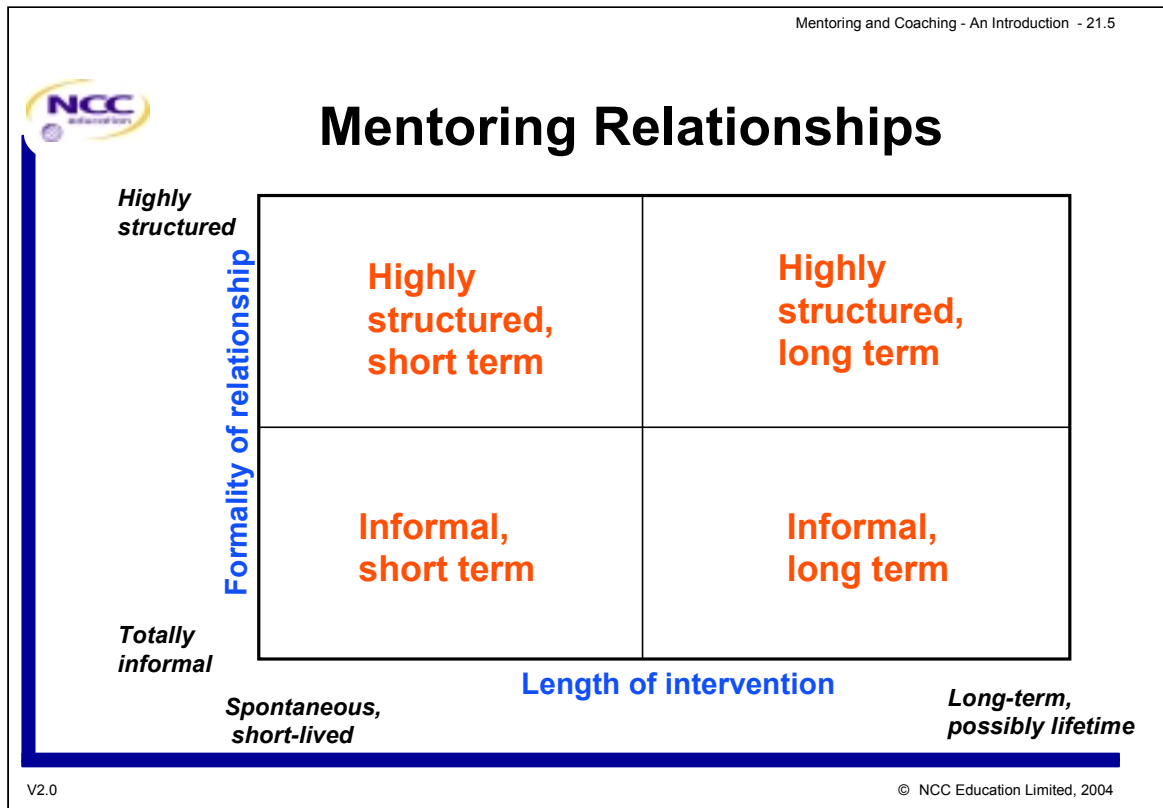 Mentoring and Coaching - An Introduction - 21.5
NCC
education
Mentoring Relationships
Highly
structured
Formality of relationship
Highly
structured,
short term
Highly
structured,
long term
Informal,
short term
Informal,
long term
Totally
informal
Length of intervention
Spontaneous,
short-lived
Long-term,
possibly lifetime
V2.0
© NCC Education Limited, 2004